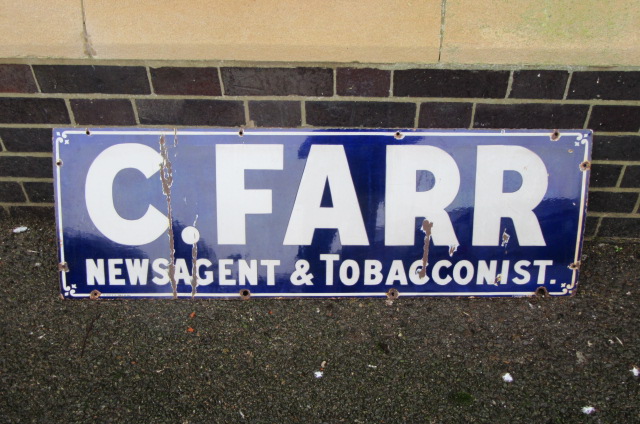 C. FARR
NEWSAGENT & TOBACCONIST.